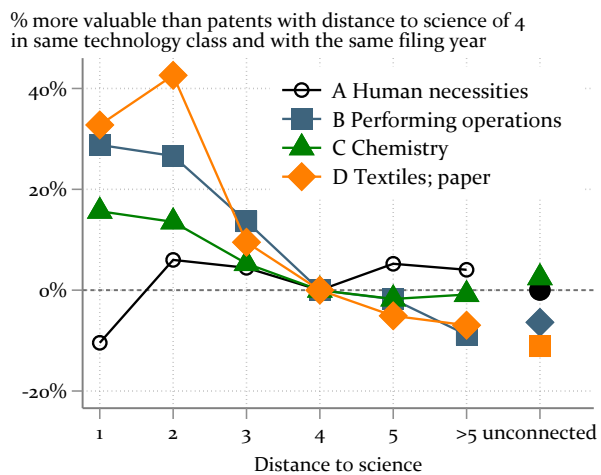 % more valuable than patents with distance to science of 4
in same technology class and with the same filing year
40%
20%
0%
-20%
A Human necessities
B Performing operations
C Chemistry
D Textiles; paper
1 2 3 4 5 >5 unconnected
Distance to science